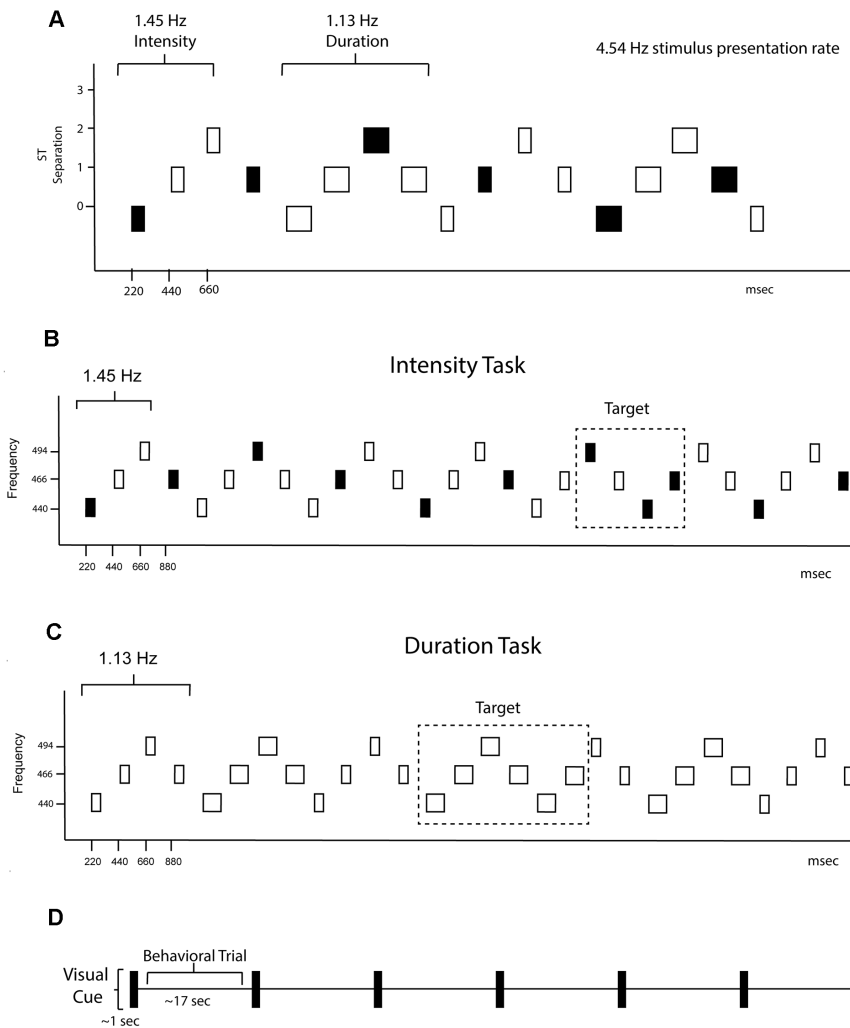 A
1.45 Hz
Intensity
1.13 Hz
Duration
4.54 Hz stimulus presentation rate
ST
Separation
3
2
1
0
220 440 660
msec
B
Intensity Task
1.45 Hz
Target
Frequency
494
466
440
220 440 660 880
msec
C
Duration Task
1.13 Hz
Target
Frequency
494
466
440
220 440 660 880
msec
D
Visual
Cue
Behavioral Trial
~17 sec
~1 sec